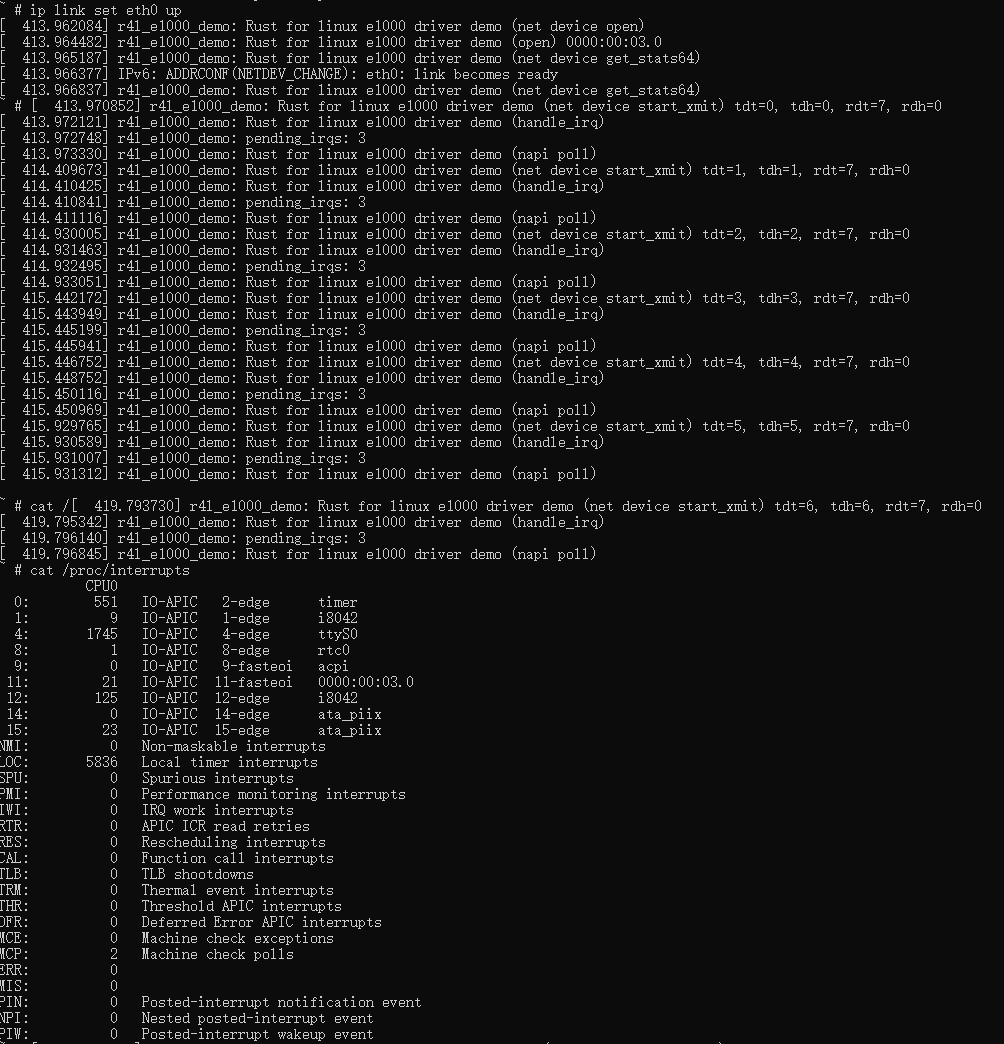 ~ # ip link set eth0 up
[  413.962084] r4l_e1000_demo: Rust for linux e1000 driver demo (net device open)
[  413.964482] r4l_e1000_demo: Rust for linux e1000 driver demo (open) 0000:00:03.0
[  413.965187] r4l_e1000_demo: Rust for linux e1000 driver demo (net device get_stats64)
[  413.966377] IPv6: ADDRCONF(NETDEV_CHANGE): eth0: link becomes ready
[  413.966837] r4l_e1000_demo: Rust for linux e1000 driver demo (net device get_stats64)
~ # [  413.970852] r4l_e1000_demo: Rust for linux e1000 driver demo (net device start_xmit) tdt=0, tdh=0, rdt=7, rdh=0
[  413.972121] r4l_e1000_demo: Rust for linux e1000 driver demo (handle_irq)
[  413.972748] r4l_e1000_demo: pending_irqs: 3
[  413.973330] r4l_e1000_demo: Rust for linux e1000 driver demo (napi poll)
[  414.409673] r4l_e1000_demo: Rust for linux e1000 driver demo (net device start_xmit) tdt=1, tdh=1, rdt=7, rdh=0
[  414.410425] r4l_e1000_demo: Rust for linux e1000 driver demo (handle_irq)
[  414.410841] r4l_e1000_demo: pending_irqs: 3
[  414.411116] r4l_e1000_demo: Rust for linux e1000 driver demo (napi poll)
[  414.930005] r4l_e1000_demo: Rust for linux e1000 driver demo (net device start_xmit) tdt=2, tdh=2, rdt=7, rdh=0
[  414.931463] r4l_e1000_demo: Rust for linux e1000 driver demo (handle_irq)
[  414.932495] r4l_e1000_demo: pending_irqs: 3
[  414.933051] r4l_e1000_demo: Rust for linux e1000 driver demo (napi poll)
[  415.442172] r4l_e1000_demo: Rust for linux e1000 driver demo (net device start_xmit) tdt=3, tdh=3, rdt=7, rdh=0
[  415.443949] r4l_e1000_demo: Rust for linux e1000 driver demo (handle_irq)
[  415.445199] r4l_e1000_demo: pending_irqs: 3
[  415.445941] r4l_e1000_demo: Rust for linux e1000 driver demo (napi poll)
[  415.446752] r4l_e1000_demo: Rust for linux e1000 driver demo (net device start_xmit) tdt=4, tdh=4, rdt=7, rdh=0
[  415.448752] r4l_e1000_demo: Rust for linux e1000 driver demo (handle_irq)
[  415.450116] r4l_e1000_demo: pending_irqs: 3
[  415.450969] r4l_e1000_demo: Rust for linux e1000 driver demo (napi poll)
[  415.929765] r4l_e1000_demo: Rust for linux e1000 driver demo (net device start_xmit) tdt=5, tdh=5, rdt=7, rdh=0
[  415.930589] r4l_e1000_demo: Rust for linux e1000 driver demo (handle_irq)
[  415.931007] r4l_e1000_demo: pending_irqs: 3
[  415.931312] r4l_e1000_demo: Rust for linux e1000 driver demo (napi poll)
~ # cat /[  419.793730] r4l_e1000_demo: Rust for linux e1000 driver demo (net device start_xmit) tdt=6, tdh=6, rdt=7, rdh=0
[  419.795342] r4l_e1000_demo: Rust for linux e1000 driver demo (handle_irq)
[  419.796140] r4l_e1000_demo: pending_irqs: 3
[  419.796845] r4l_e1000_demo: Rust for linux e1000 driver demo (napi poll)
~ # cat /proc/interrupts
CPU0
0: 551 IO-APIC 2-edge timer
1: 9 IO-APIC 1-edge i8042
4: 1745 IO-APIC 4-edge ttyS0
8: 1 IO-APIC 8-edge rtc0
9: 0 IO-APIC 9-fasteoi acpi
11: 21 IO-APIC 11-fasteoi 0000:00:03.0
12: 125 IO-APIC 12-edge i8042
14: 0 IO-APIC 14-edge ata_piix
15: 23 IO-APIC 15-edge ata_piix
NMI: 0 Non-maskable interrupts
LOC: 5836 Local timer interrupts
SPU: 0 Spurious interrupts
PMI: 0 Performance monitoring interrupts
IWI: 0 IRQ work interrupts
RTR: 0 APIC ICR read retries
RES: 0 Rescheduling interrupts
CAL: 0 Function call interrupts
TLB: 0 TLB shootdowns
TRM: 0 Thermal event interrupts
THR: 0 Threshold APIC interrupts
DFR: 0 Deferred Error APIC interrupts
MCE: 0 Machine check exceptions
MCP: 2 Machine check polls
ERR: 0
MIS: 0
PIN: 0 Posted-interrupt notification event
NPI: 0 Nested posted-interrupt event
PIW: 0 Posted-interrupt wakeup event